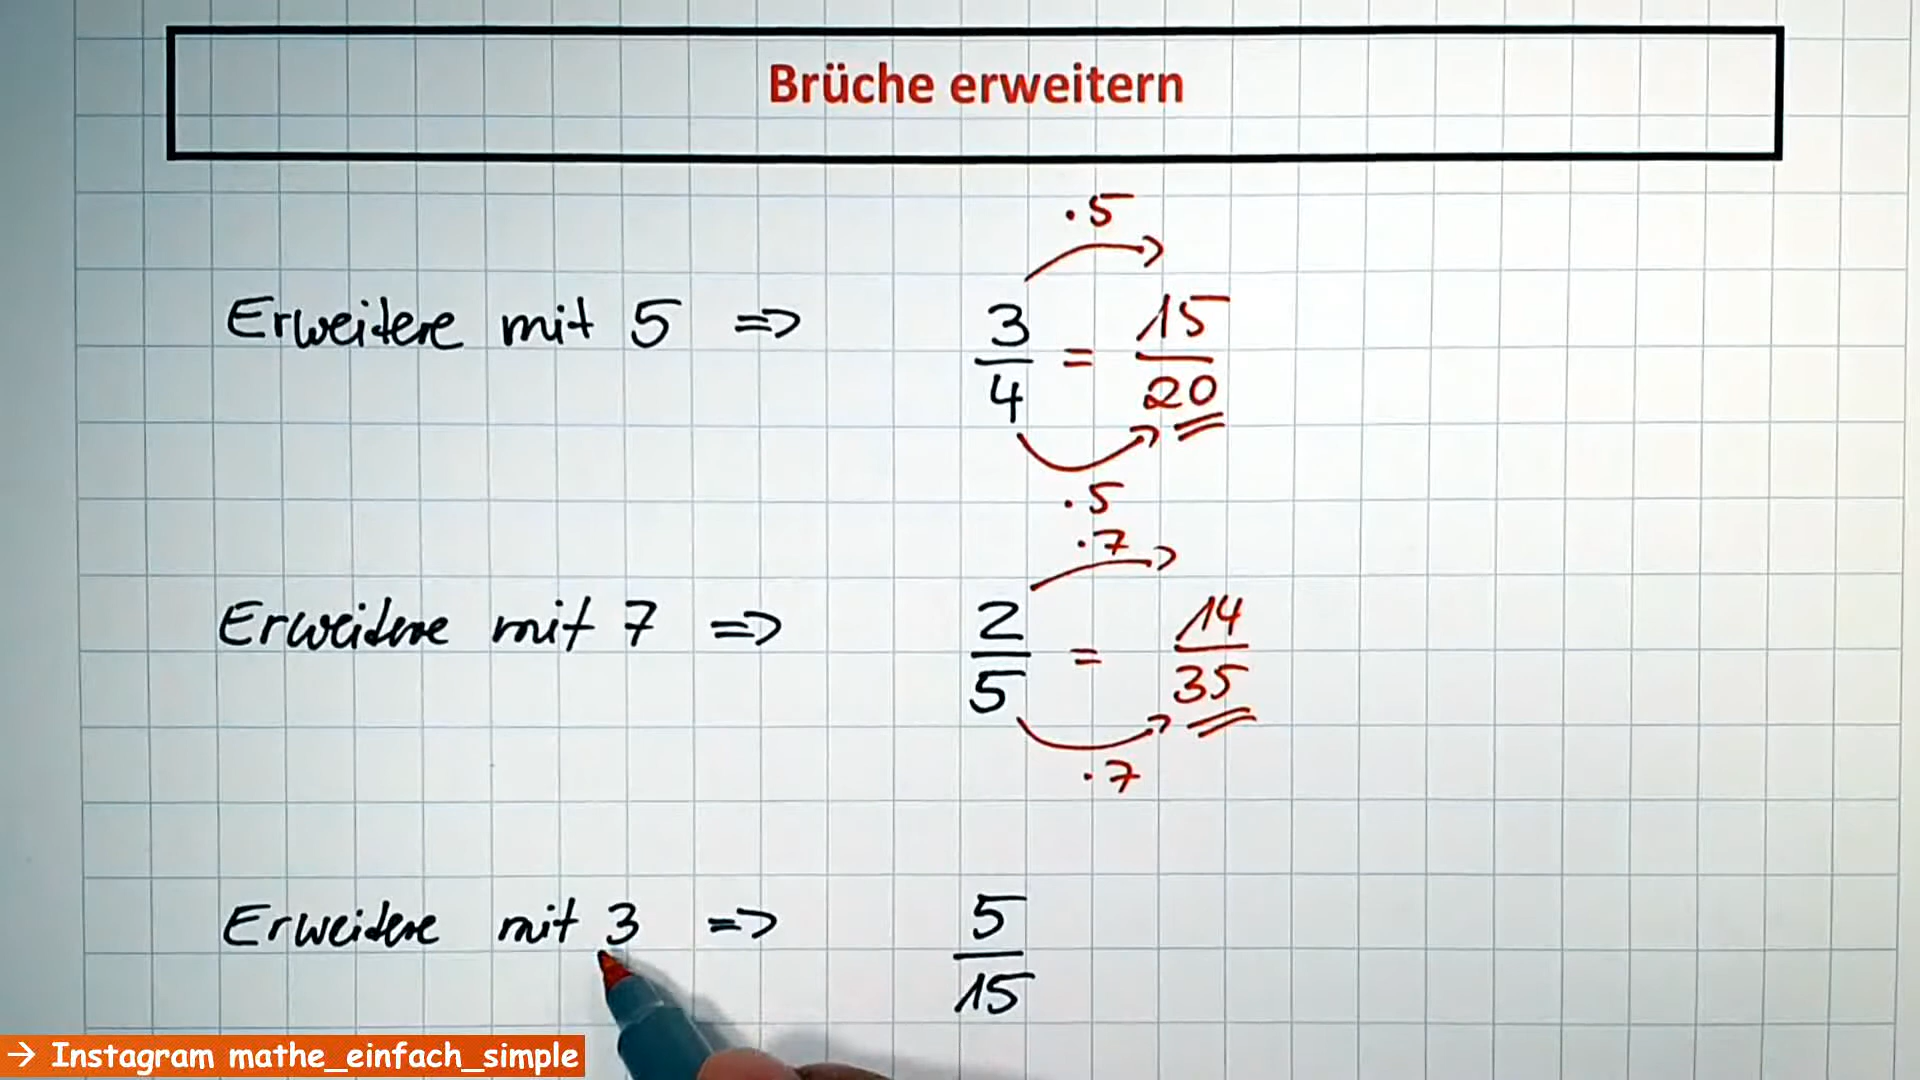 Brüche erweitern
· 5
Erweitere mit 5 => 3/4 = 15/20
· 5
· 7
Erweitere mit 7 => 2/5 = 14/35
· 7
Erweitere mit 3 => 5/15
→ Instagram mathe_einfach_simple